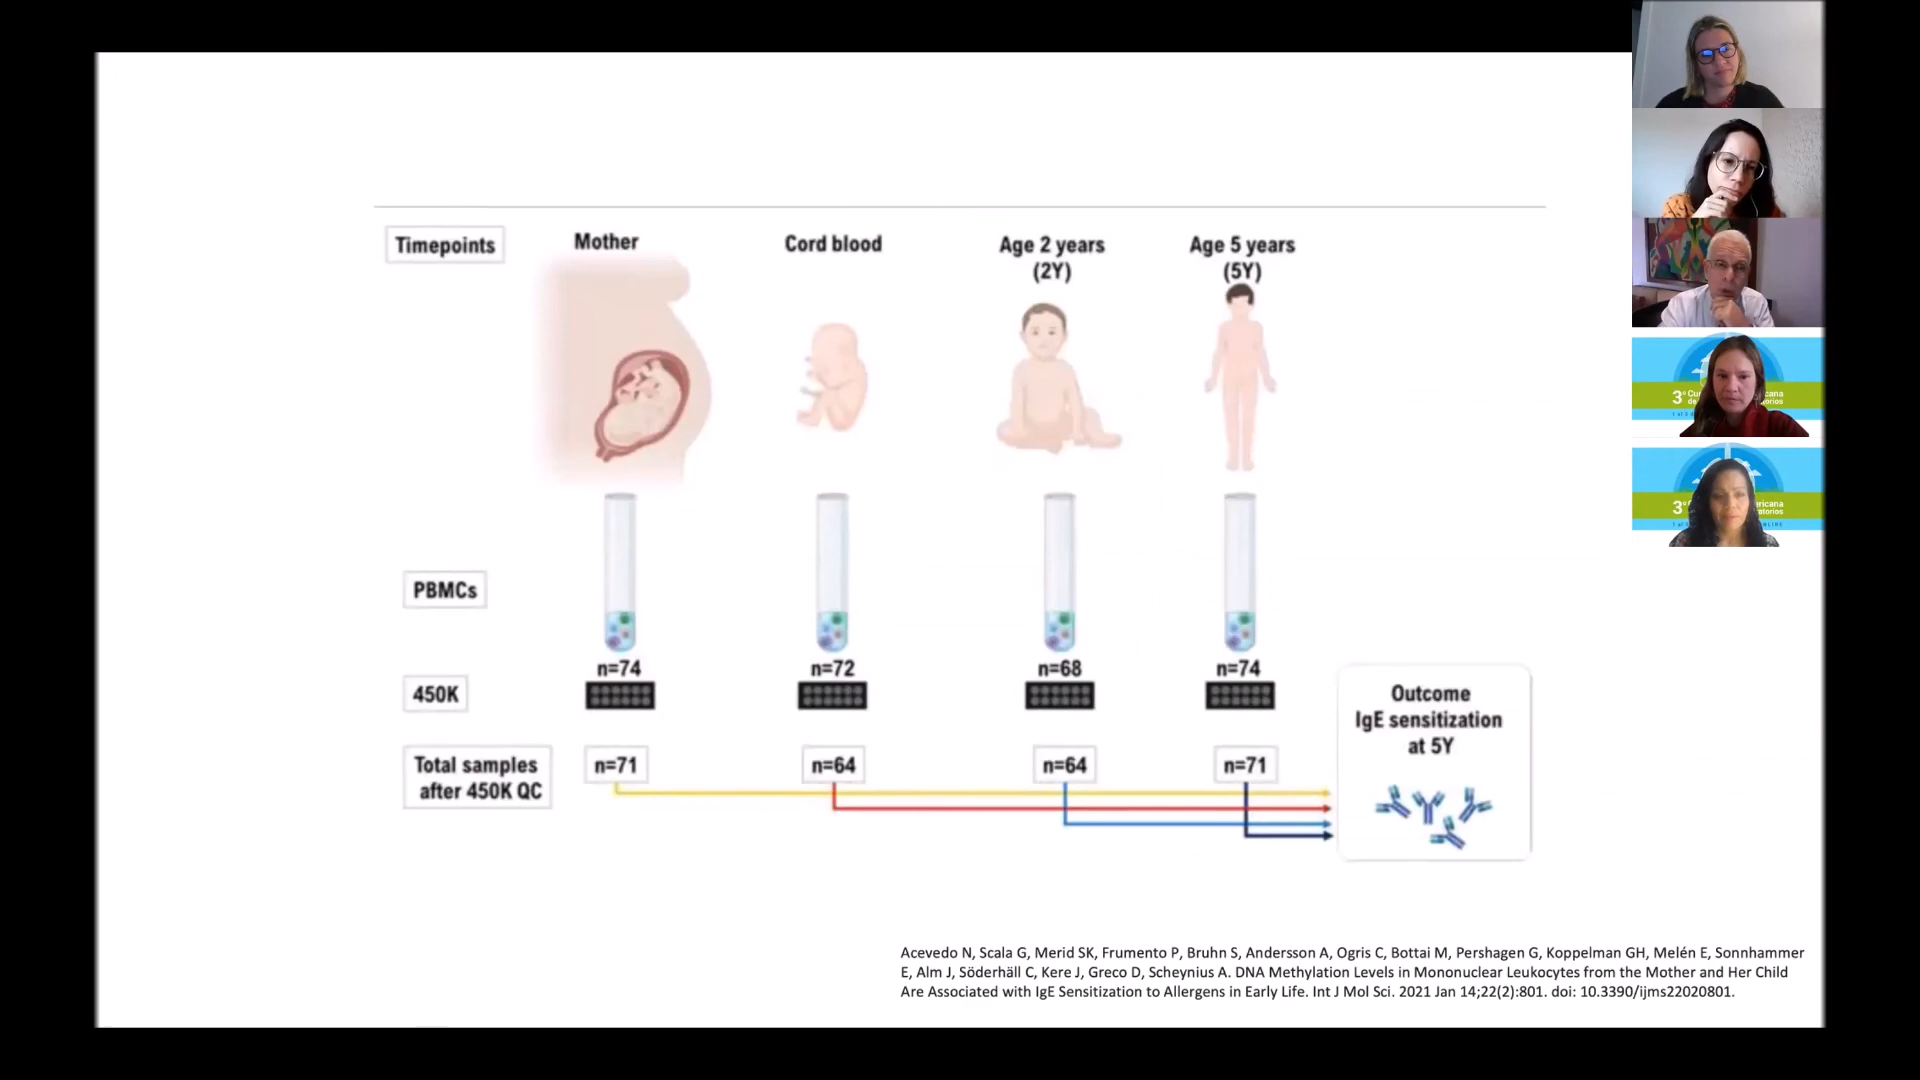 Timepoints
Mother
Cord blood
Age 2 years
(2Y)
Age 5 years
(5Y)
PBMCs
n=74
n=72
n=68
n=74
450K
Total samples
after 450K QC
n=71
n=64
n=64
n=71
Outcome
IgE sensitization
at 5Y
Acevedo N, Scala G, Merid SK, Frumento P, Bruhn S, Andersson A, Ogris C, Bottai M, Pershagen G, Koppelman GH, Melén E, Sonnhammer
E, Alm J, Söderhäll C, Kere J, Greco D, Scheynius A. DNA Methylation Levels in Mononuclear Leukocytes from the Mother and Her Child
Are Associated with IgE Sensitization to Allergens in Early Life. Int J Mol Sci. 2021 Jan 14;22(2):801. doi: 10.3390/ijms22020801.
3º
3º